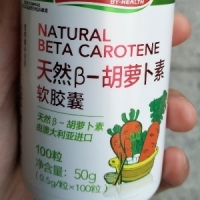 BY-HEALTH
NATURAL
BETA CAROTENE
天然β-胡萝卜素
软胶囊
天然β-胡萝卜素
由澳大利亚进口
100粒
净含量: 50g
(0.5g/粒×100粒)